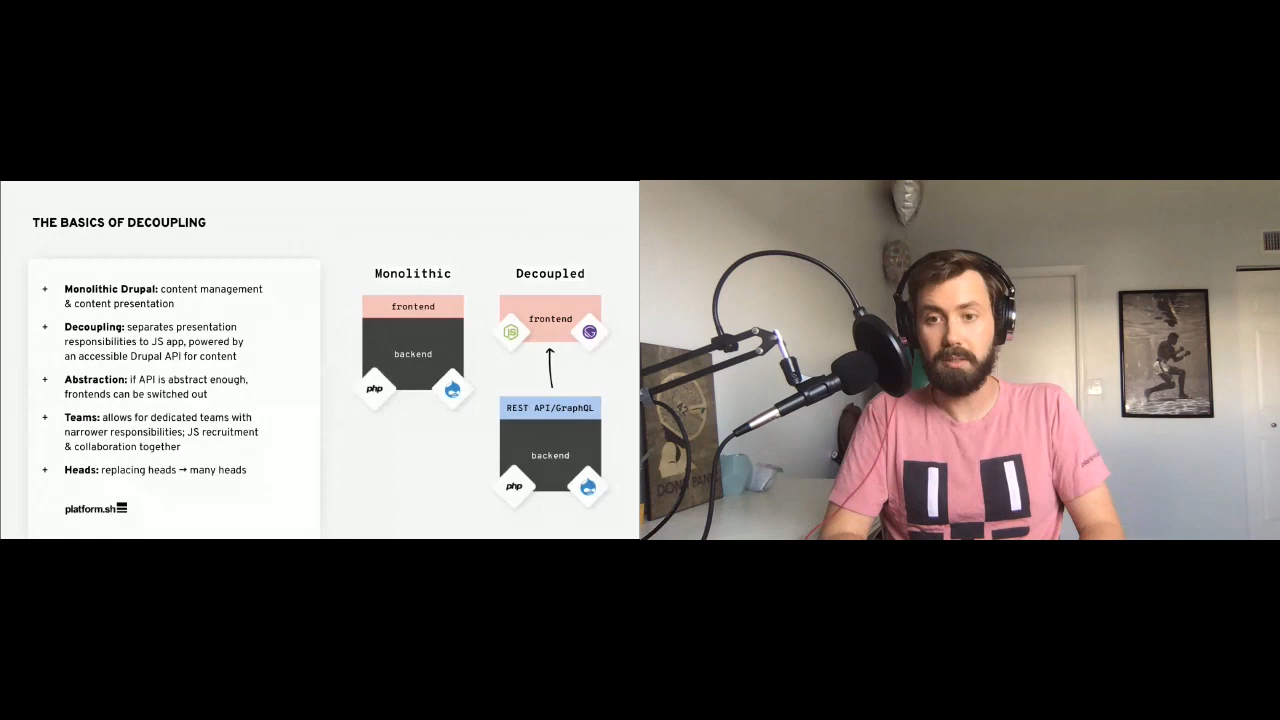 THE BASICS OF DECOUPLING
+ Monolithic Drupal: content management
& content presentation
+ Decoupling: separates presentation
responsibilities to JS app, powered by
an accessible Drupal API for content
+ Abstraction: if API is abstract enough,
frontends can be switched out
+ Teams: allows for dedicated teams with
narrower responsibilities; JS recruitment
& collaboration together
+ Heads: replacing heads → many heads
platform.sh
Monolithic
frontend
backend
php
Decoupled
frontend
JS
REST API/GraphQL
backend
php
DON'T PANIC